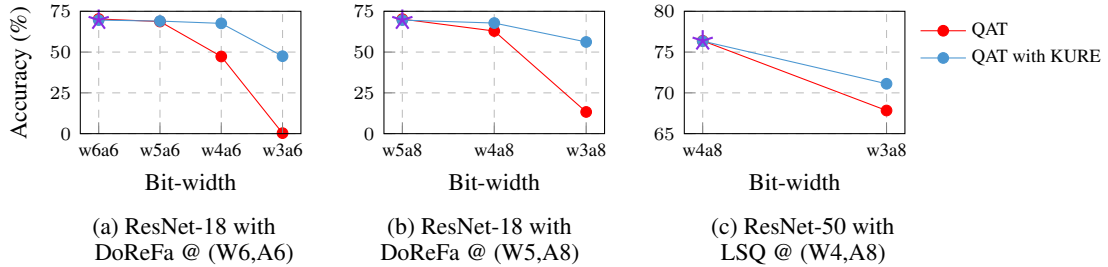 Accuracy (%)
75
50
25
0
w6a6 w5a6 w4a6 w3a6
Bit-width
(a) ResNet-18 with
DoReFa @ (W6,A6)
75
50
25
0
w5a8 w4a8 w3a8
Bit-width
(b) ResNet-18 with
DoReFa @ (W5,A8)
80
75
70
65
w4a8 w3a8
Bit-width
(c) ResNet-50 with
LSQ @ (W4,A8)
QAT
QAT with KURE